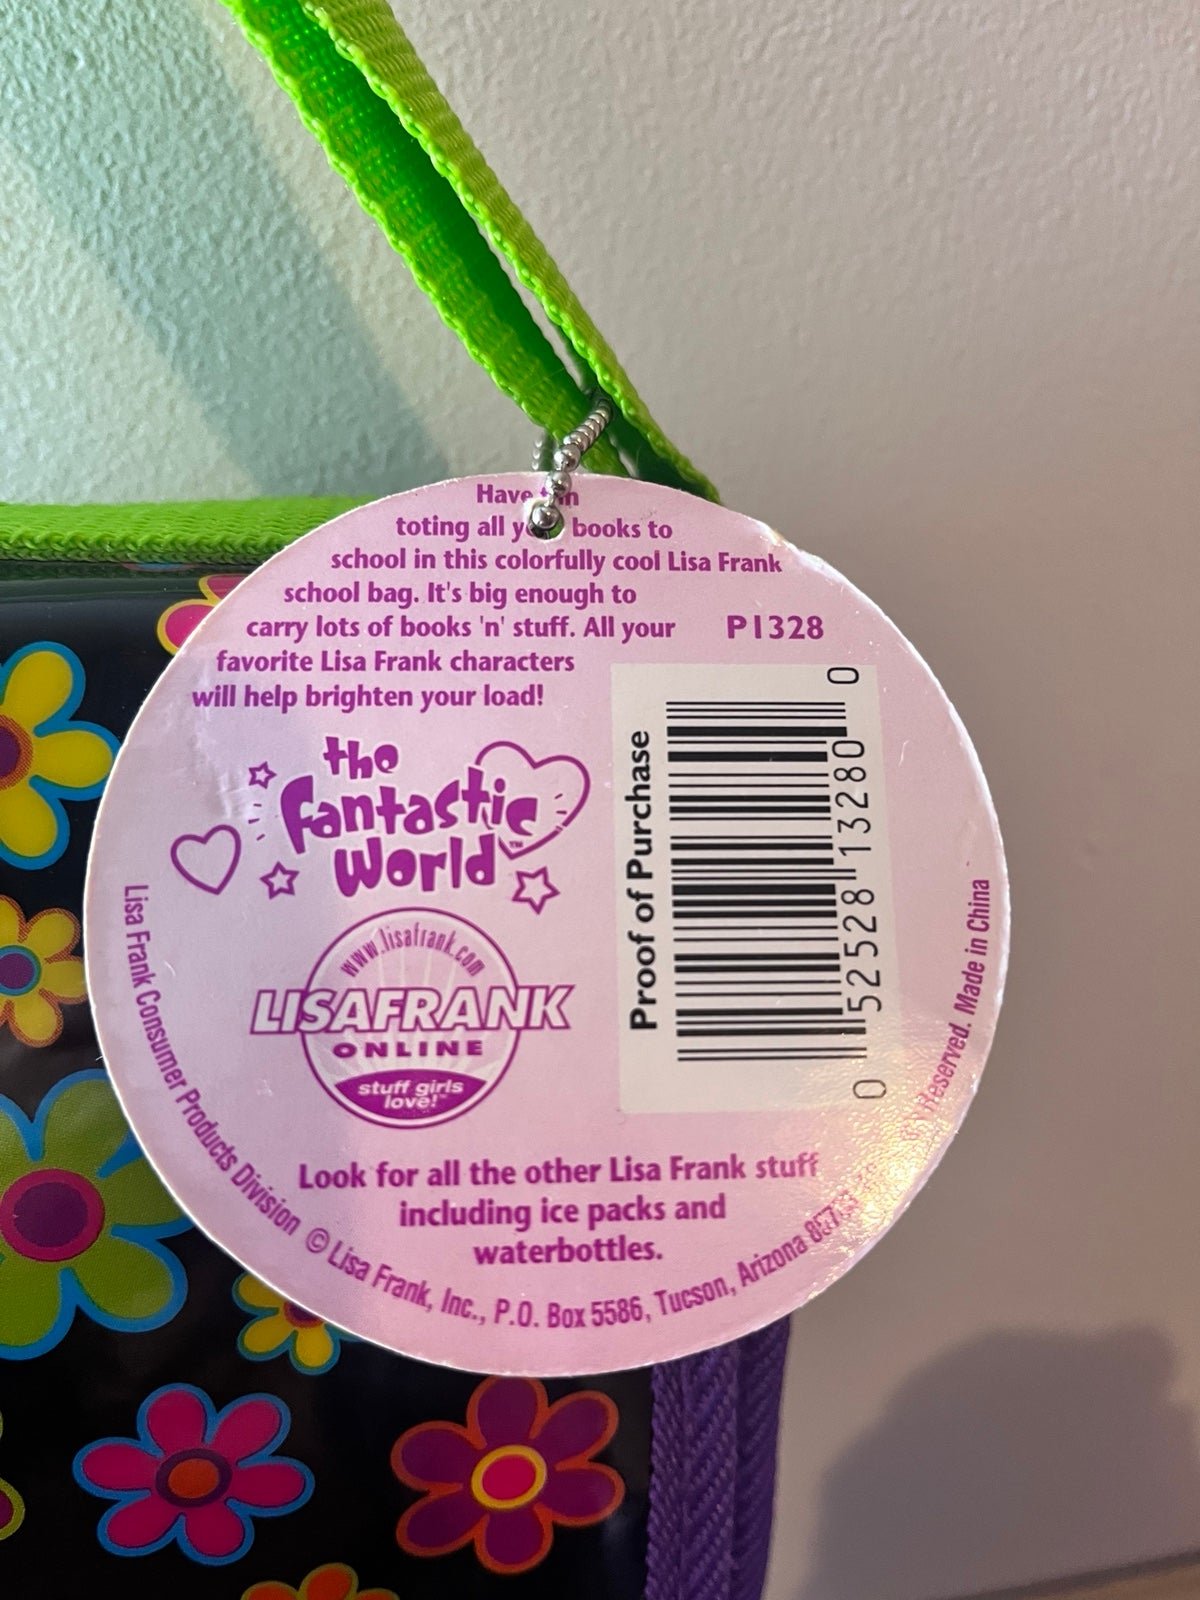 Have
toting all books to
school in this colorfully cool Lisa Frank
school bag. It's big enough to
carry lots of books 'n' stuff. All your
favorite Lisa Frank characters
will help brighten your load!
P1328
the
Fantastic
World™
www.lisafrank.com
LISAFRANK
ONLINE
stuff girls
love!
Proof of Purchase
0 52528 13280 0
Look for all the other Lisa Frank stuff
including ice packs and
waterbottles.
Lisa Frank Consumer Products Division © Lisa Frank, Inc., P.O. Box 5586, Tucson, Arizona Reserved. Made in China